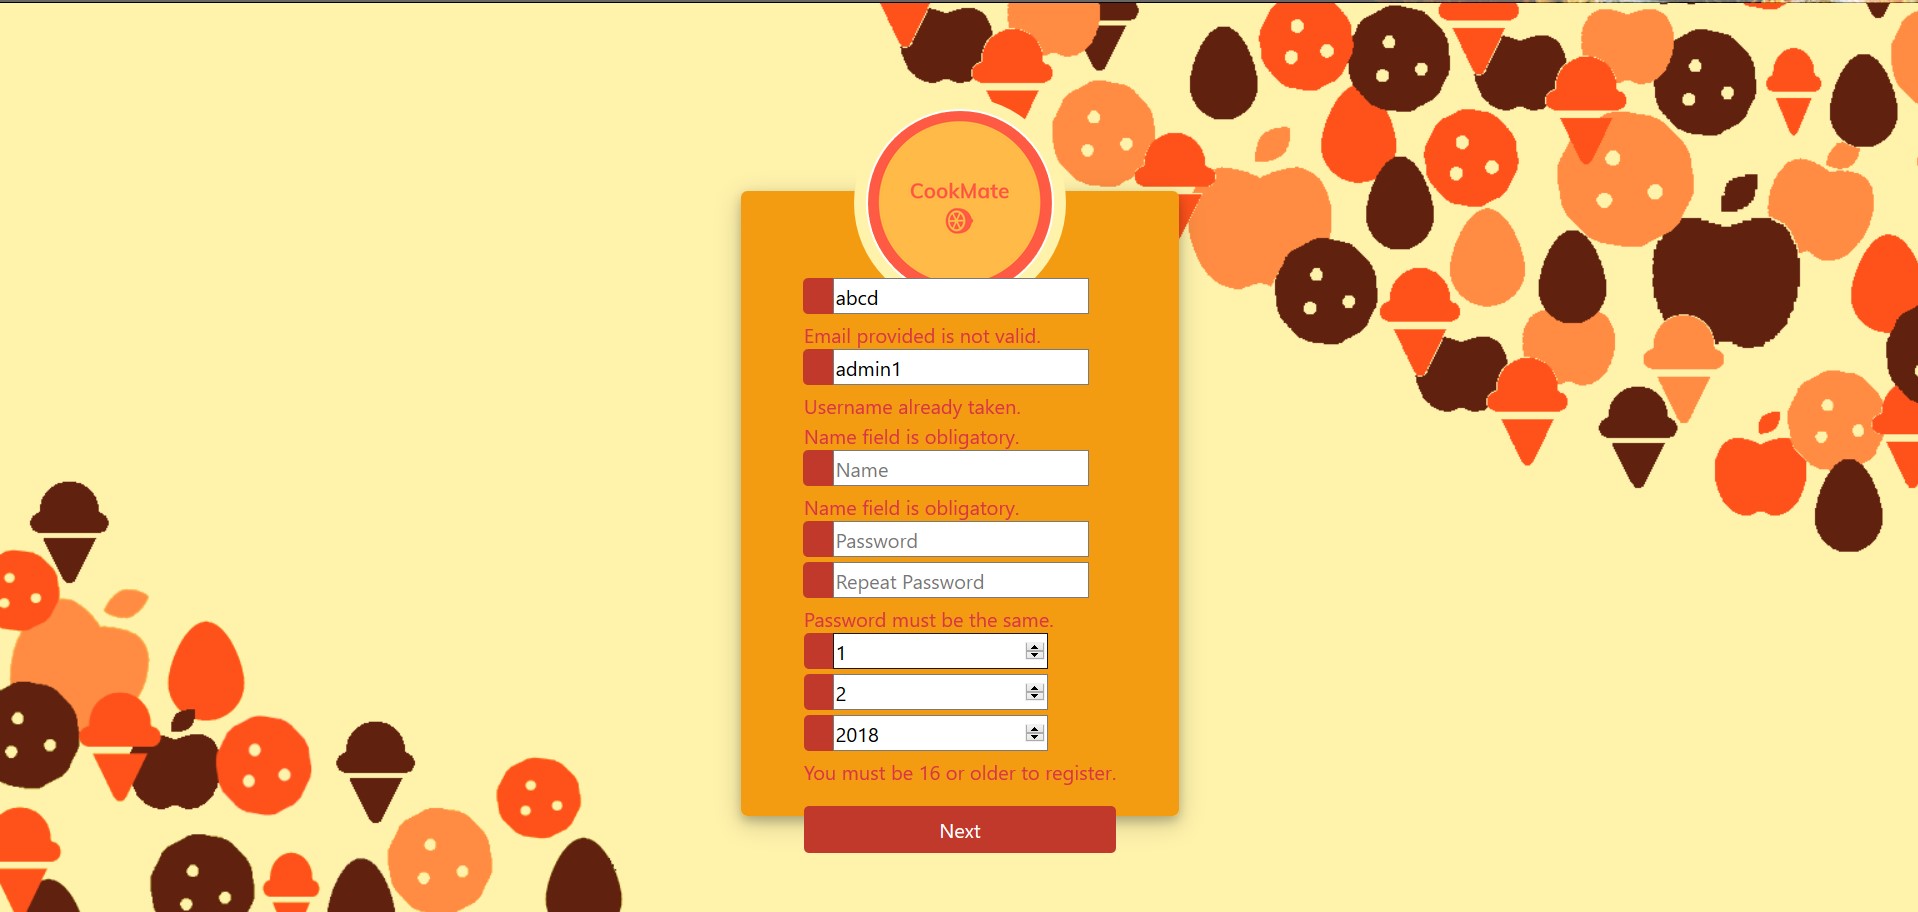 CookMate
abcd
Email provided is not valid.
admin1
Username already taken.
Name field is obligatory.
Name
Name field is obligatory.
Password
Repeat Password
Password must be the same.
1
2
2018
You must be 16 or older to register.
Next